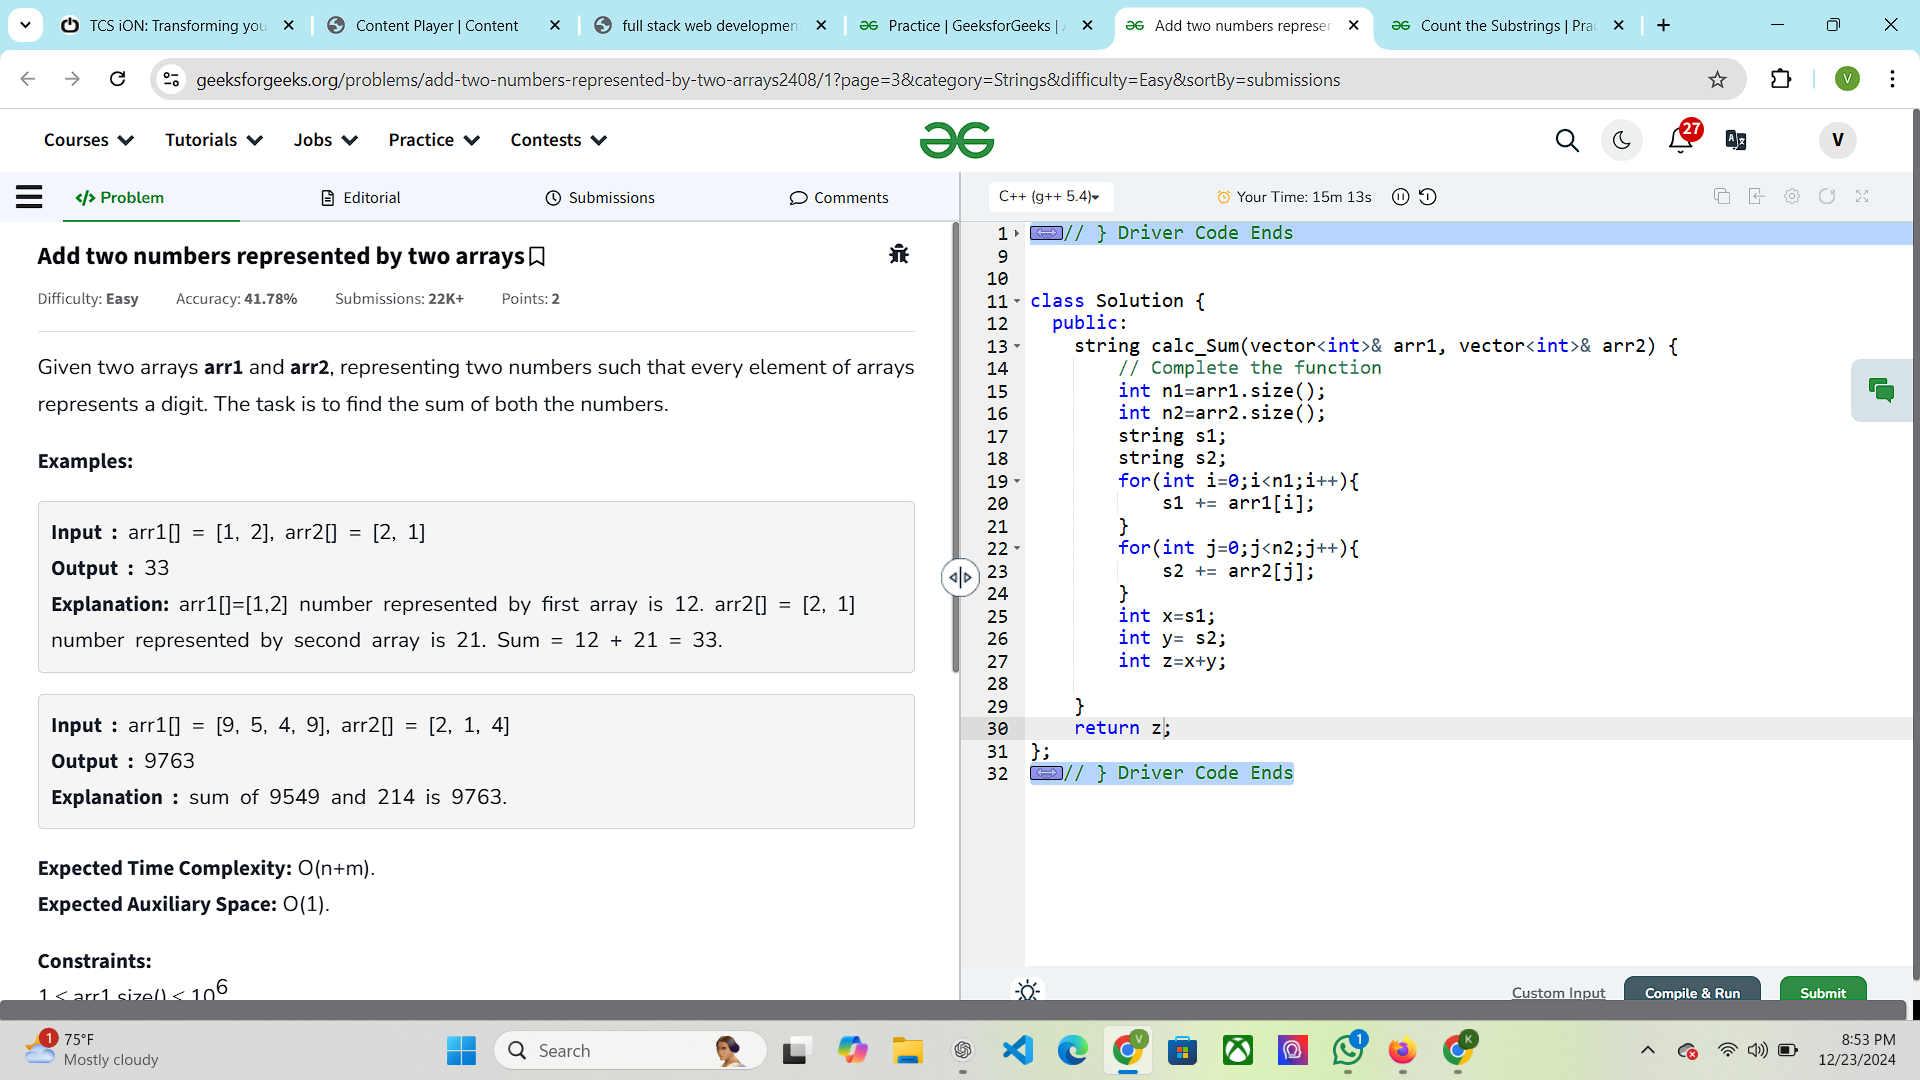 TCS iON: Transforming you
Content Player | Content
full stack web developmen
Practice | GeeksforGeeks |
Add two numbers represen
Count the Substrings | Prac
geeksforgeeks.org/problems/add-two-numbers-represented-by-two-arrays2408/1?page=3&category=Strings&difficulty=Easy&sortBy=submissions
V
Courses
Tutorials
Jobs
Practice
Contests
27
V
</> Problem
Editorial
Submissions
Comments
C++ (g++ 5.4)
Your Time: 15m 13s
Add two numbers represented by two arrays
Difficulty: Easy
Accuracy: 41.78%
Submissions: 22K+
Points: 2
Given two arrays arr1 and arr2, representing two numbers such that every element of arrays
represents a digit. The task is to find the sum of both the numbers.
Examples:
Input : arr1[] = [1, 2], arr2[] = [2, 1]
Output : 33
Explanation: arr1[]=[1,2] number represented by first array is 12. arr2[] = [2, 1]
number represented by second array is 21. Sum = 12 + 21 = 33.
Input : arr1[] = [9, 5, 4, 9], arr2[] = [2, 1, 4]
Output : 9763
Explanation : sum of 9549 and 214 is 9763.
Expected Time Complexity: O(n+m).
Expected Auxiliary Space: O(1).
Constraints:
1 ≤ arr1.size() ≤ 10^6
1 // } Driver Code Ends
9
10
11 class Solution {
12 public:
13 string calc_Sum(vector<int>& arr1, vector<int>& arr2) {
14 // Complete the function
15 int n1=arr1.size();
16 int n2=arr2.size();
17 string s1;
18 string s2;
19 for(int i=0;i<n1;i++){
20 s1 += arr1[i];
21 }
22 for(int j=0;j<n2;j++){
23 s2 += arr2[j];
24 }
25 int x=s1;
26 int y= s2;
27 int z=x+y;
28
29 }
30 return z;
31 };
32 // } Driver Code Ends
Custom Input
Compile & Run
Submit
1
75°F
Mostly cloudy
Search
V
1
K
8:53 PM
12/23/2024